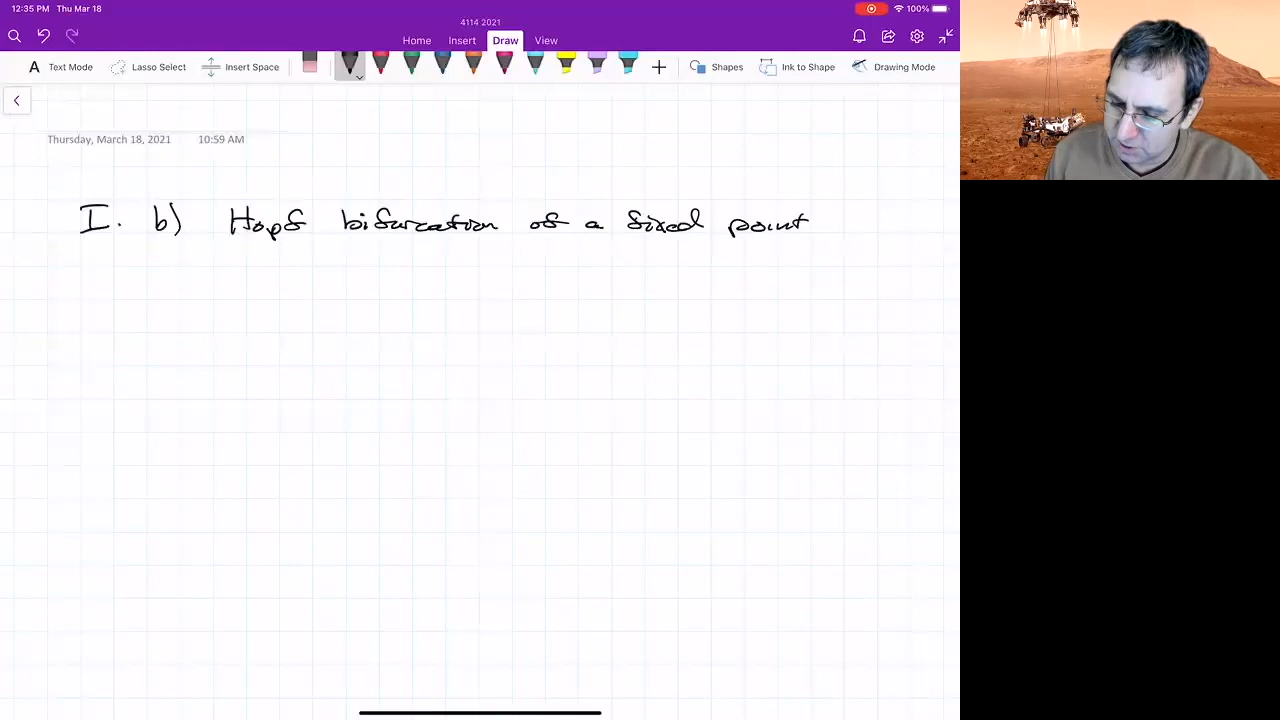 12:35 PM Thu Mar 18
100%
4114 2021
Home Insert Draw View
A Text Mode Lasso Select Insert Space Shapes Ink to Shape Drawing Mode
Thursday, March 18, 2021 10:59 AM
I. b) Hopf bifurcation of a fixed point